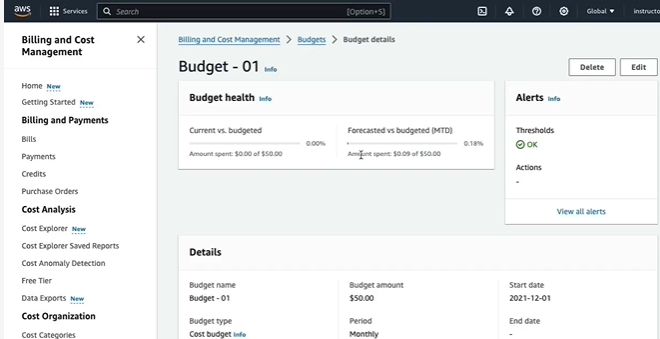 aws
Services
Search
[Option+S]
Global
Billing and Cost Management
Home New
Getting Started New
Billing and Payments
Bills
Payments
Credits
Purchase Orders
Cost Analysis
Cost Explorer New
Cost Explorer Saved Reports
Cost Anomaly Detection
Free Tier
Data Exports New
Cost Organization
Cost Categories
Billing and Cost Management > Budgets > Budget details
Budget - 01 Info
Delete
Edit
Budget health Info
Current vs. budgeted
0.00%
Amount spent: $0.00 of $50.00
Forecasted vs budgeted (MTD)
0.18%
Amount spent: $0.09 of $50.00
Alerts Info
Thresholds
OK
Actions
-
View all alerts
Details
Budget name
Budget - 01
Budget type
Cost budget Info
Budget amount
$50.00
Period
Monthly
Start date
2021-12-01
End date
-